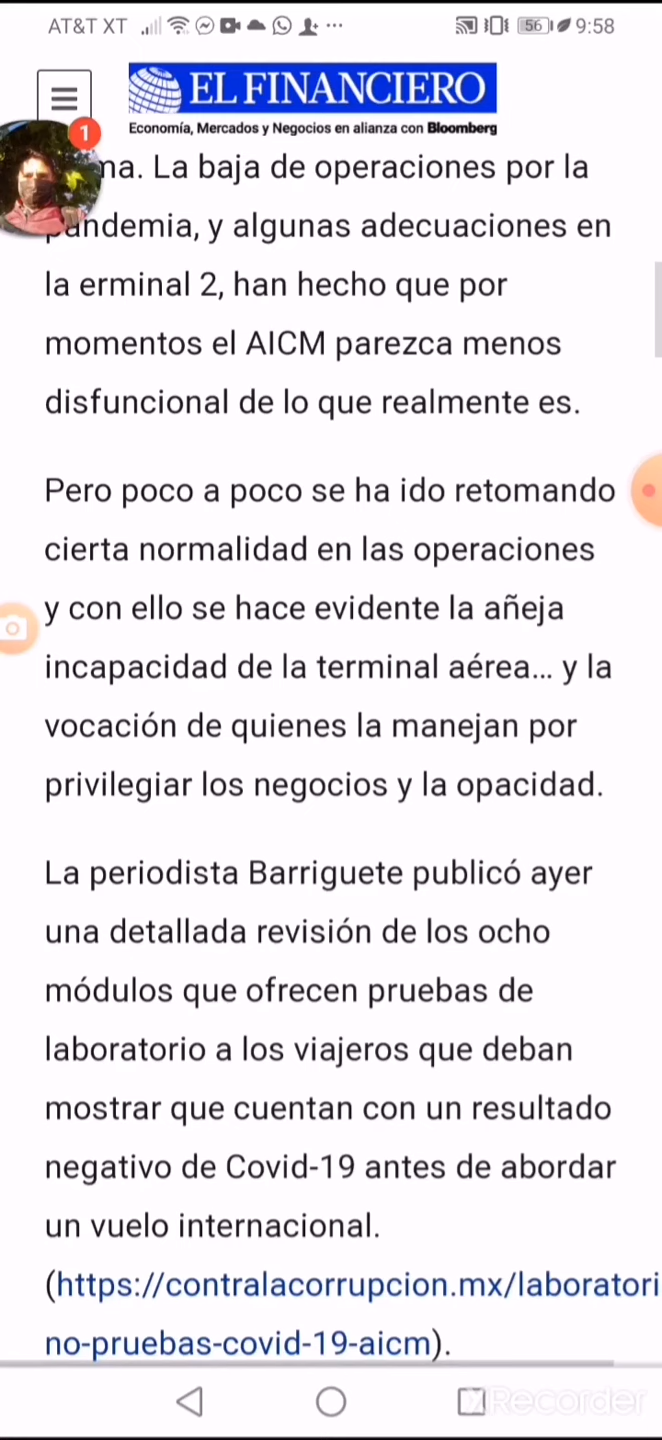 AT&T XT
56 9:58
EL FINANCIERO
Economía, Mercados y Negocios en alianza con Bloomberg
1
ma. La baja de operaciones por la
pandemia, y algunas adecuaciones en
la erminal 2, han hecho que por
momentos el AICM parezca menos
disfuncional de lo que realmente es.
Pero poco a poco se ha ido retomando
cierta normalidad en las operaciones
y con ello se hace evidente la añeja
incapacidad de la terminal aérea... y la
vocación de quienes la manejan por
privilegiar los negocios y la opacidad.
La periodista Barriguete publicó ayer
una detallada revisión de los ocho
módulos que ofrecen pruebas de
laboratorio a los viajeros que deban
mostrar que cuentan con un resultado
negativo de Covid-19 antes de abordar
un vuelo internacional.
(https://contralacorrupcion.mx/laboratori
no-pruebas-covid-19-aicm).
XRecorder